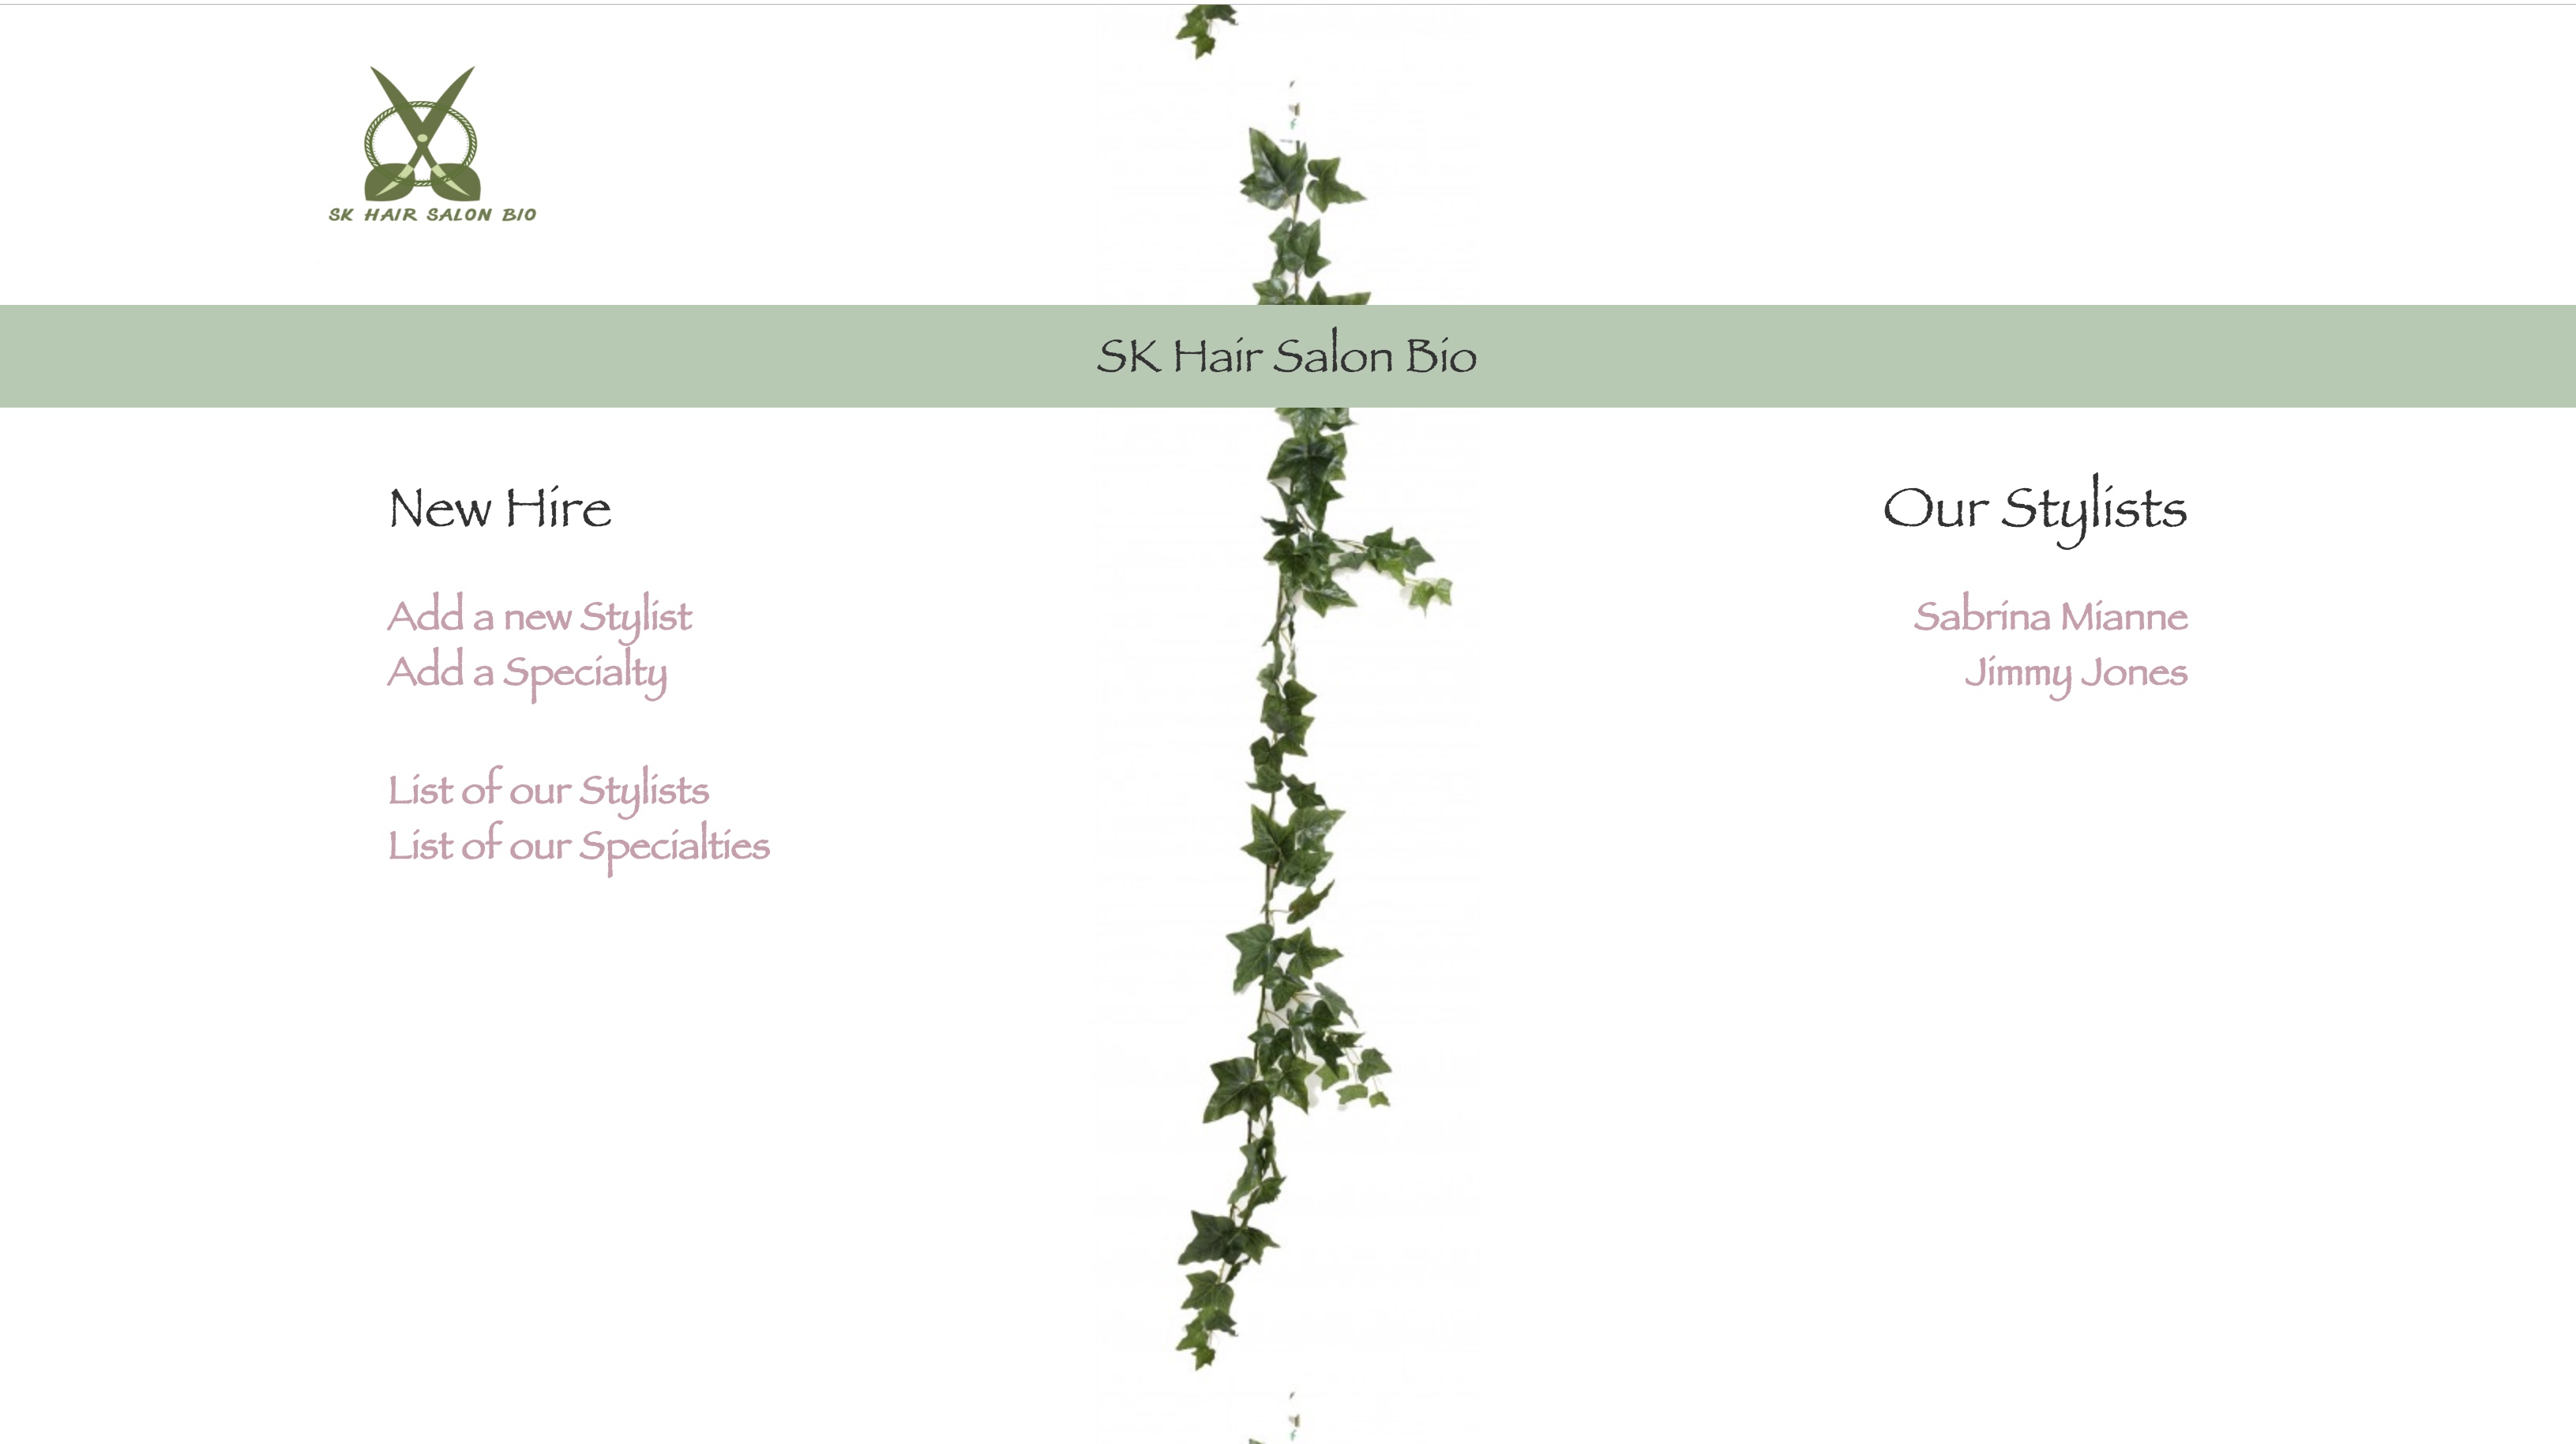 SK HAIR SALON BIO
SK Hair Salon Bio
New Hire
Add a new Stylist
Add a Specialty
List of our Stylists
List of our Specialties
Our Stylists
Sabrina Mianne
Jimmy Jones